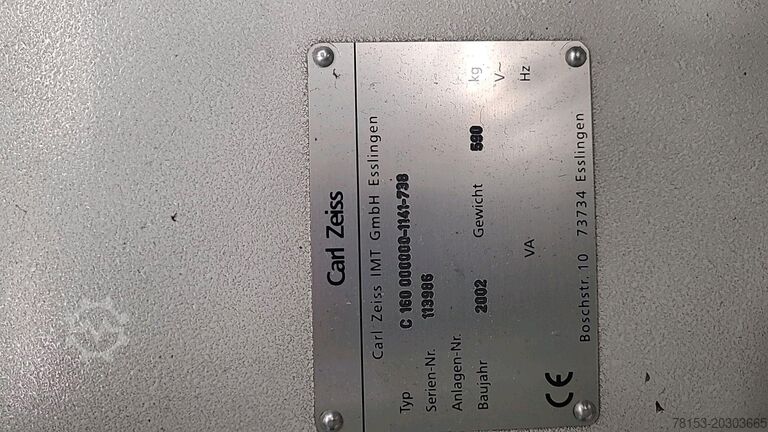 Carl Zeiss
Carl Zeiss IMT GmbH Esslingen
Typ C 160 000000-1141-738
Serien-Nr. 113986
Anlagen-Nr.
Baujahr 2002 Gewicht 590 kg
V~
VA Hz
CE
Boschstr. 10 73734 Esslingen
78153-20303665